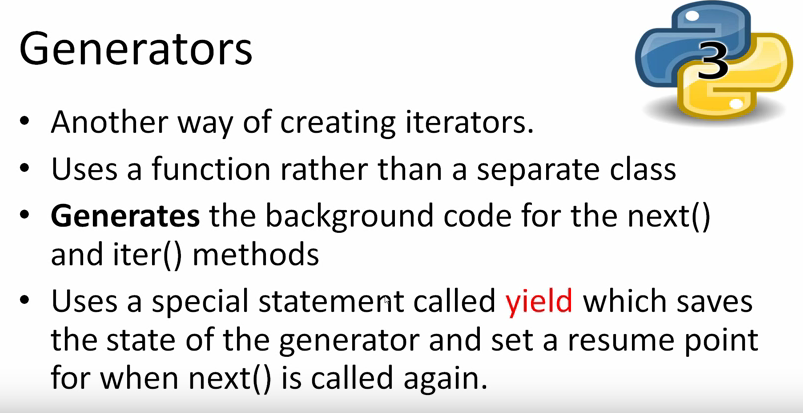 Generators
3
• Another way of creating iterators.
• Uses a function rather than a separate class
• Generates the background code for the next()
and iter() methods
• Uses a special statement called yield which saves
the state of the generator and set a resume point
for when next() is called again.